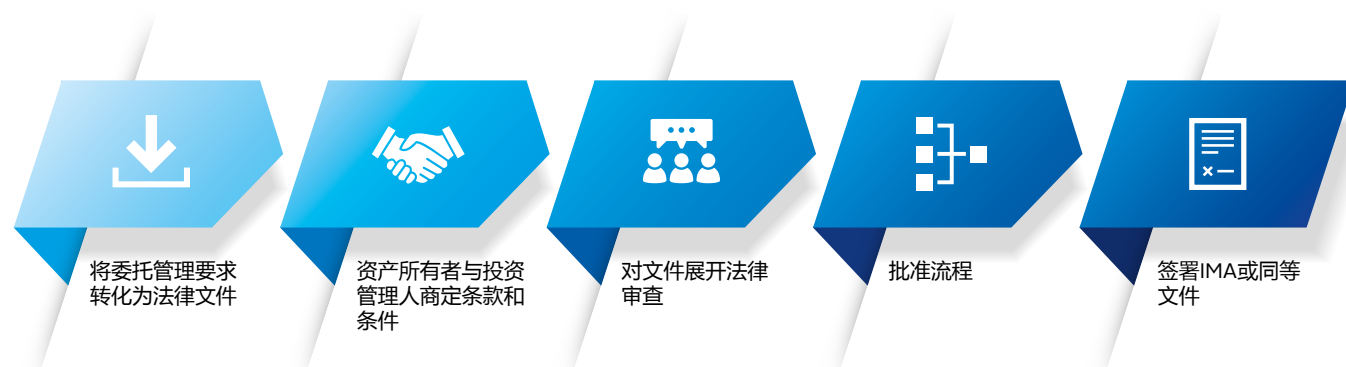 将委托管理要求
转化为法律文件
资产所有者与投资
管理人商定条款和
条件
对文件展开法律
审查
批准流程
签署IMA或同等
文件